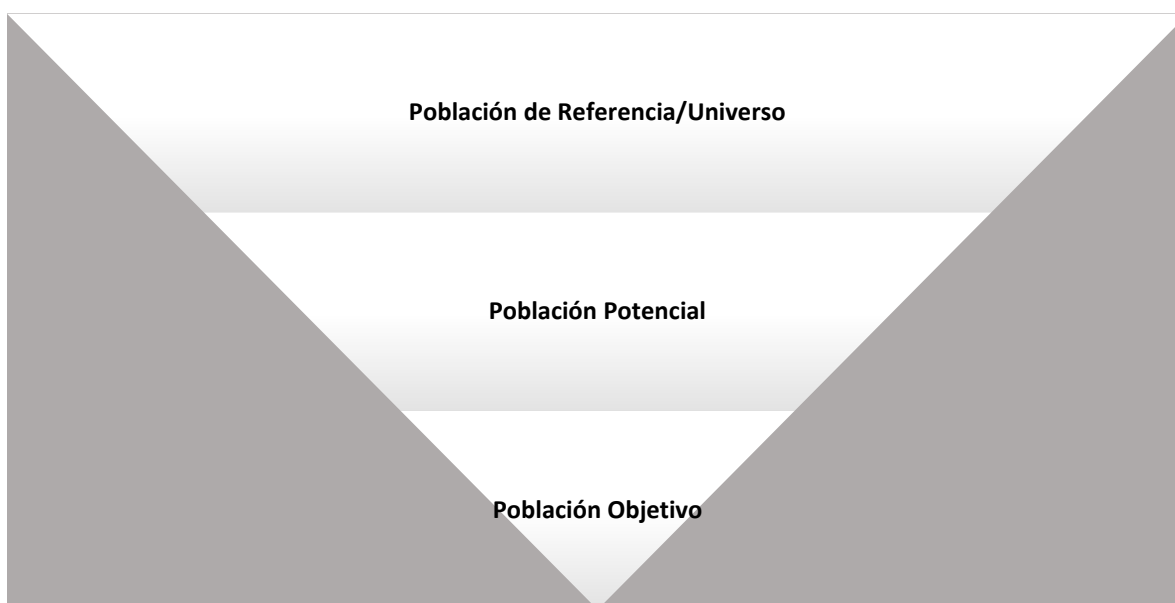 Población de Referencia/Universo
Población Potencial
Población Objetivo